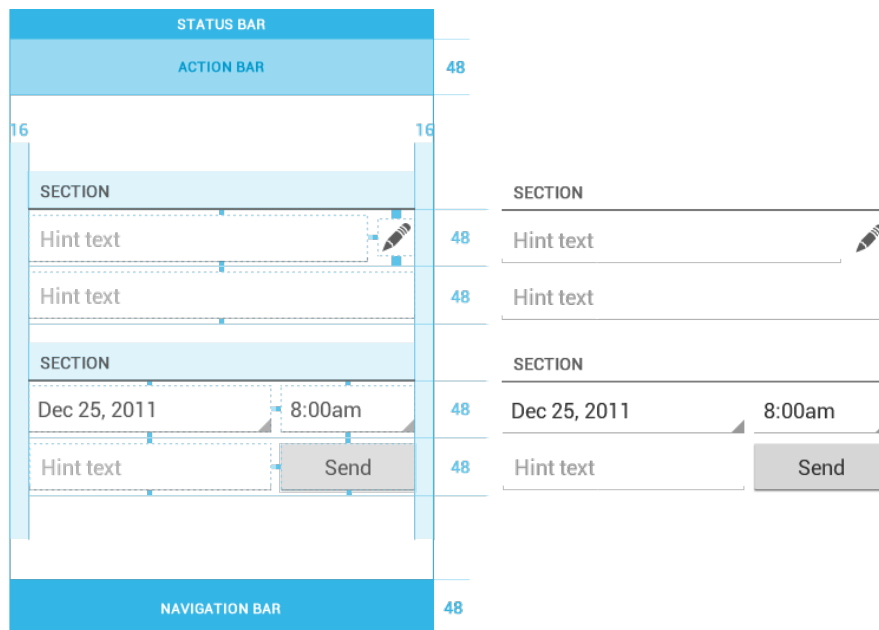 STATUS BAR
ACTION BAR
48
16
16
SECTION
Hint text
48
Hint text
48
SECTION
Dec 25, 2011
8:00am
48
Hint text
Send
48
NAVIGATION BAR
48
SECTION
Hint text
Hint text
SECTION
Dec 25, 2011
8:00am
Hint text
Send